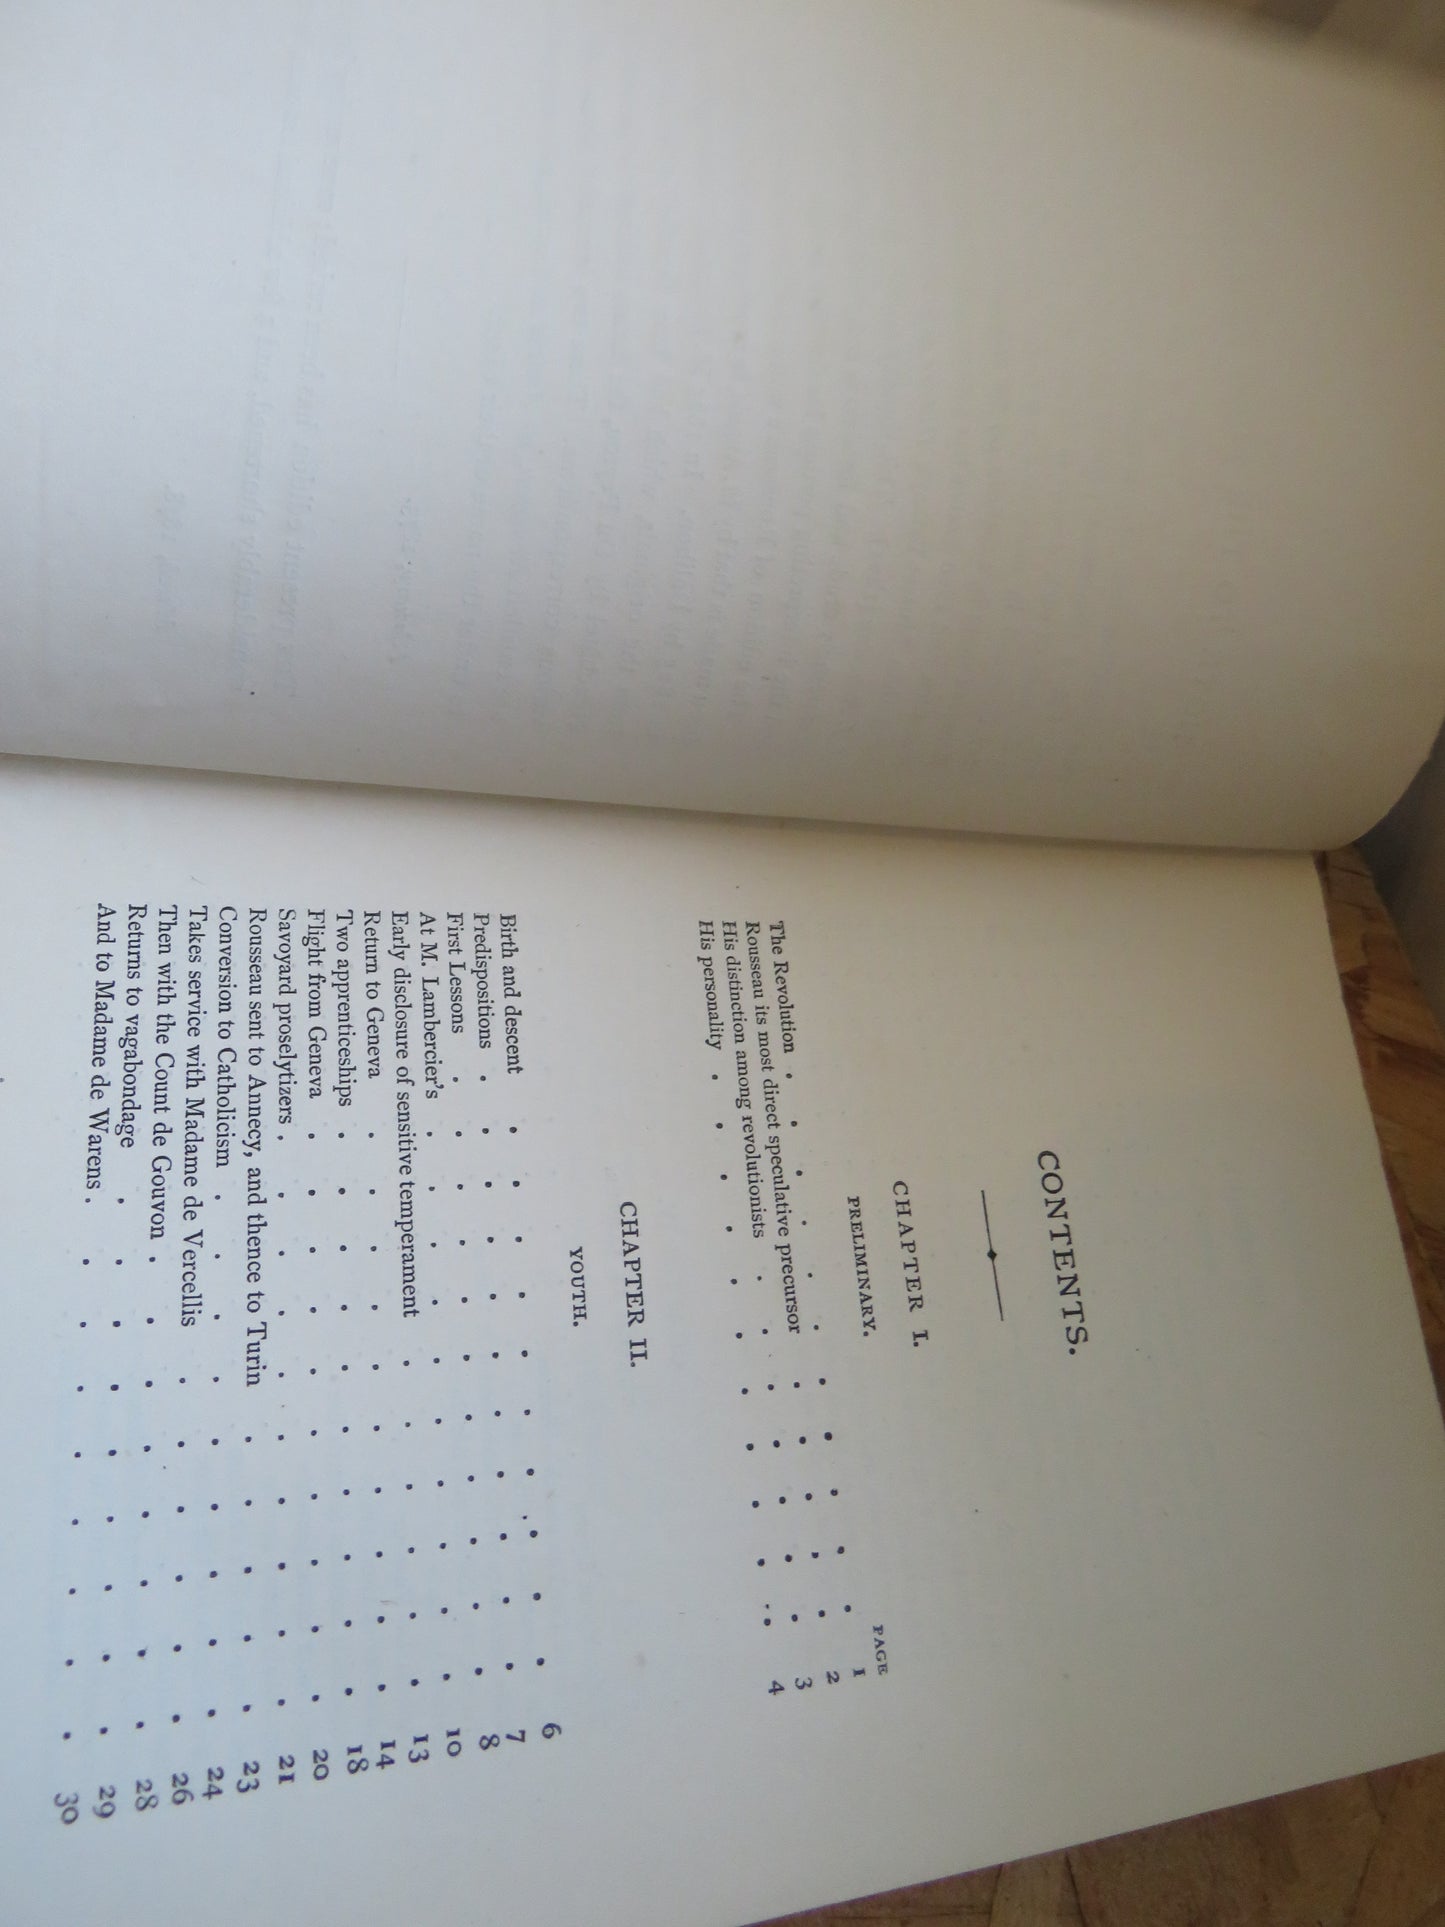 CONTENTS.
CHAPTER I.
PRELIMINARY.
PAGE
The Revolution . . . . . . . . . . . 1
Rousseau its most direct speculative precursor . . . . . 2
His distinction among revolutionists . . . . . . . 3
His personality . . . . . . . . . . . 4
CHAPTER II.
YOUTH.
Birth and descent . . . . . . . . . . 6
Predispositions . . . . . . . . . . . 7
First Lessons . . . . . . . . . . . 8
At M. Lambercier's . . . . . . . . . . 10
Early disclosure of sensitive temperament . . . . . . 13
Return to Geneva . . . . . . . . . 14
Two apprenticeships . . . . . . . . . . 18
Flight from Geneva . . . . . . . . . . 20
Savoyard proselytizers . . . . . . . . . . 21
Rousseau sent to Annecy, and thence to Turin . . . . . 23
Conversion to Catholicism . . . . . . . . . 24
Takes service with Madame de Vercellis . . . . . . 26
Then with the Count de Gouvon . . . . . . . . 28
Returns to vagabondage . . . . . . . . . 29
And to Madame de Warens . . . . . . . . . 30